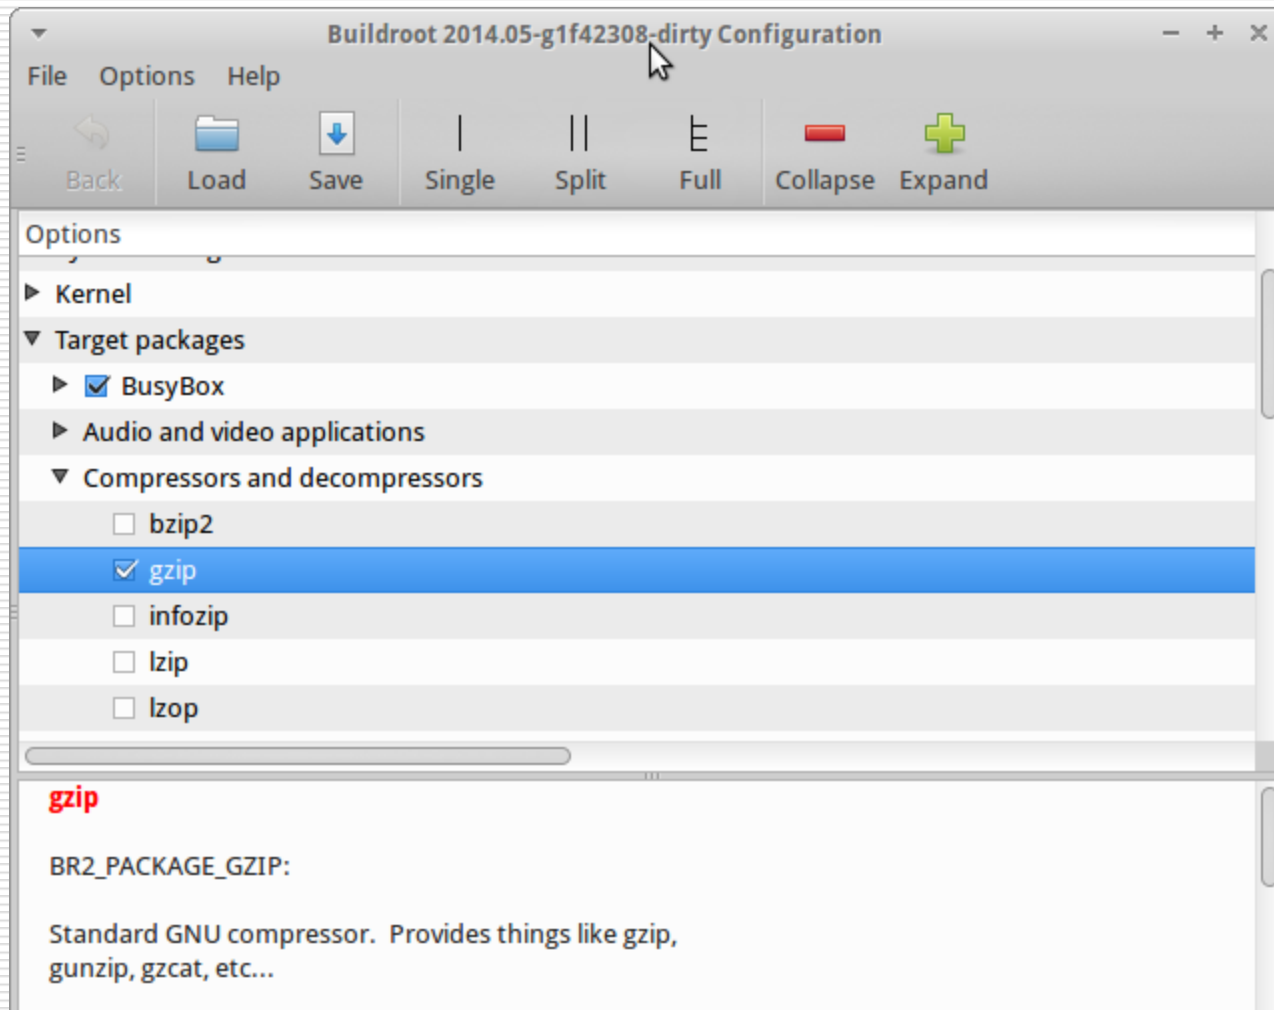 Buildroot 2014.05-g1f42308-dirty Configuration
File Options Help
Back Load Save Single Split Full Collapse Expand
Options
Kernel
Target packages
BusyBox
Audio and video applications
Compressors and decompressors
bzip2
gzip
infozip
lzip
lzop
gzip
BR2_PACKAGE_GZIP:
Standard GNU compressor.  Provides things like gzip,
gunzip, gzcat, etc...